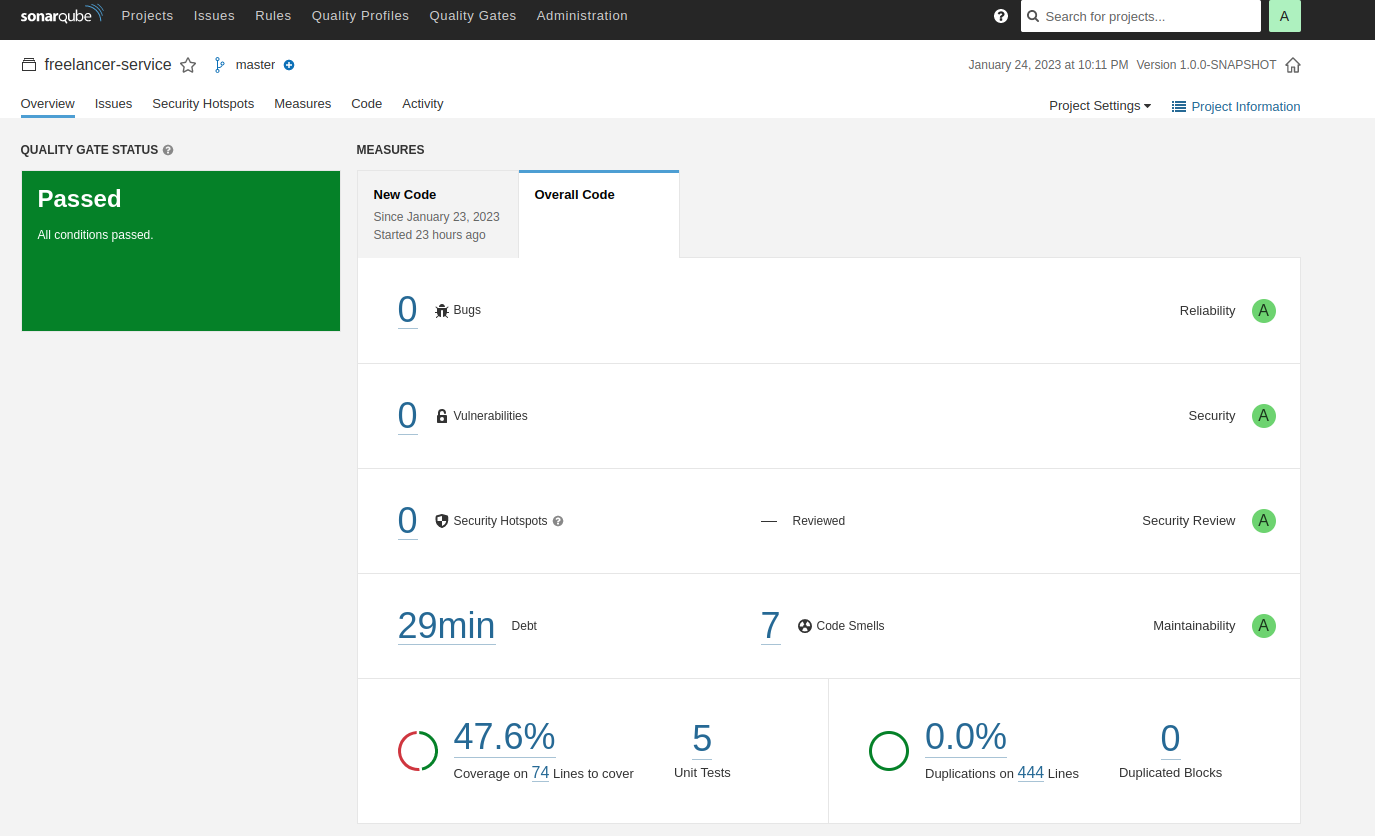 sonarqube Projects Issues Rules Quality Profiles Quality Gates Administration ? Search for projects... A
freelancer-service master January 24, 2023 at 10:11 PM Version 1.0.0-SNAPSHOT
Overview Issues Security Hotspots Measures Code Activity Project Settings Project Information
QUALITY GATE STATUS ? MEASURES
Passed
All conditions passed.
New Code
Since January 23, 2023
Started 23 hours ago
Overall Code
0 Bugs Reliability A
0 Vulnerabilities Security A
0 Security Hotspots ? — Reviewed Security Review A
29min Debt 7 Code Smells Maintainability A
47.6%
Coverage on 74 Lines to cover
5
Unit Tests
0.0%
Duplications on 444 Lines
0
Duplicated Blocks